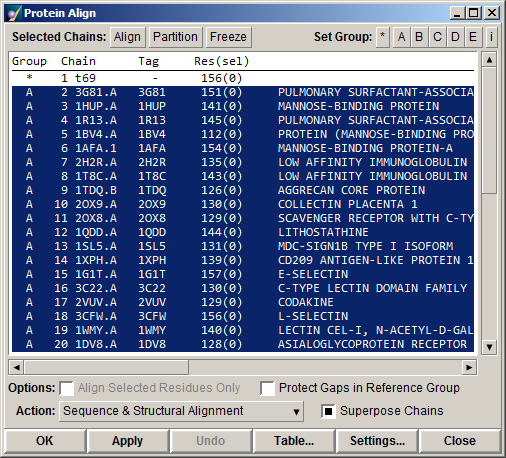 Protein Align
Selected Chains: Align Partition Freeze Set Group: * A B C D E i
Group Chain Tag Res(sel)
* 1 t69 - 156(0)
A 2 3G81.A 3G81 151(0) PULMONARY SURFACTANT-ASSOCIA
A 3 1HUP.A 1HUP 141(0) MANNOSE-BINDING PROTEIN
A 4 1R13.A 1R13 145(0) PULMONARY SURFACTANT-ASSOCIA
A 5 1BV4.A 1BV4 112(0) PROTEIN (MANNOSE-BINDING PRO
A 6 1AFA.1 1AFA 154(0) MANNOSE-BINDING PROTEIN-A
A 7 2H2R.A 2H2R 135(0) LOW AFFINITY IMMUNOGLOBULIN
A 8 1T8C.A 1T8C 143(0) LOW AFFINITY IMMUNOGLOBULIN
A 9 1TDQ.B 1TDQ 126(0) AGGRECAN CORE PROTEIN
A 10 2OX9.A 2OX9 130(0) COLLECTIN PLACENTA 1
A 11 2OX8.A 2OX8 129(0) SCAVENGER RECEPTOR WITH C-TY
A 12 1QDD.A 1QDD 144(0) LITHOSTATHINE
A 13 1SL5.A 1SL5 131(0) MDC-SIGN1B TYPE I ISOFORM
A 14 1XPH.A 1XPH 139(0) CD209 ANTIGEN-LIKE PROTEIN 1
A 15 1G1T.A 1G1T 157(0) E-SELECTIN
A 16 3C22.A 3C22 130(0) C-TYPE LECTIN DOMAIN FAMILY
A 17 2VUV.A 2VUV 129(0) CODAKINE
A 18 3CFW.A 3CFW 156(0) L-SELECTIN
A 19 1WMY.A 1WMY 140(0) LECTIN CEL-I, N-ACETYL-D-GAL
A 20 1DV8.A 1DV8 128(0) ASIALOGLYCOPROTEIN RECEPTOR
Options: Align Selected Residues Only Protect Gaps in Reference Group
Action: Sequence & Structural Alignment Superpose Chains
OK Apply Undo Table... Settings... Close